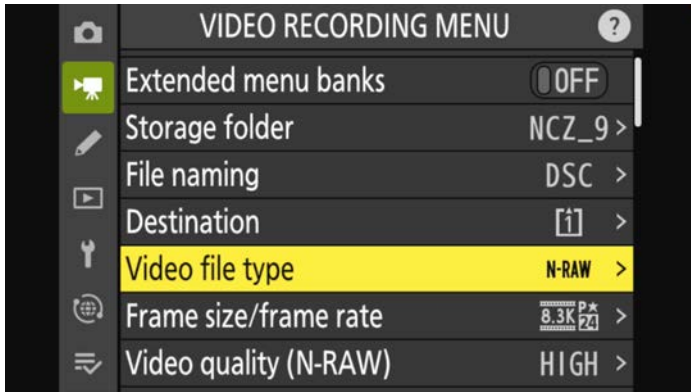 VIDEO RECORDING MENU ?
Extended menu banks OFF
Storage folder NCZ_9 >
File naming DSC >
Destination 1 >
Video file type N-RAW >
Frame size/frame rate 8.3K P★ 24 >
Video quality (N-RAW) HIGH >